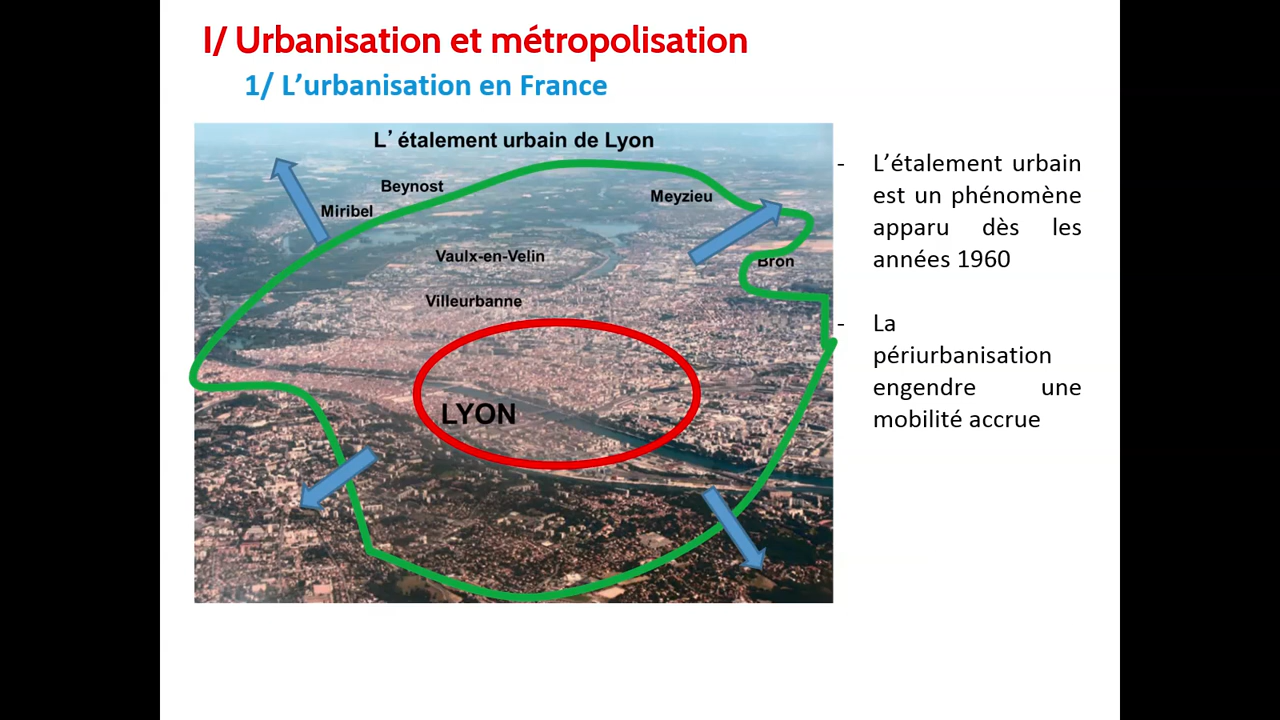 I/ Urbanisation et métropolisation
1/ L’urbanisation en France
L’étalement urbain de Lyon
Beynost
Miribel
Meyzieu
Vaulx-en-Velin
Bron
Villeurbanne
LYON
- L’étalement urbain
est un phénomène
apparu dès les
années 1960
- La
périurbanisation
engendre une
mobilité accrue